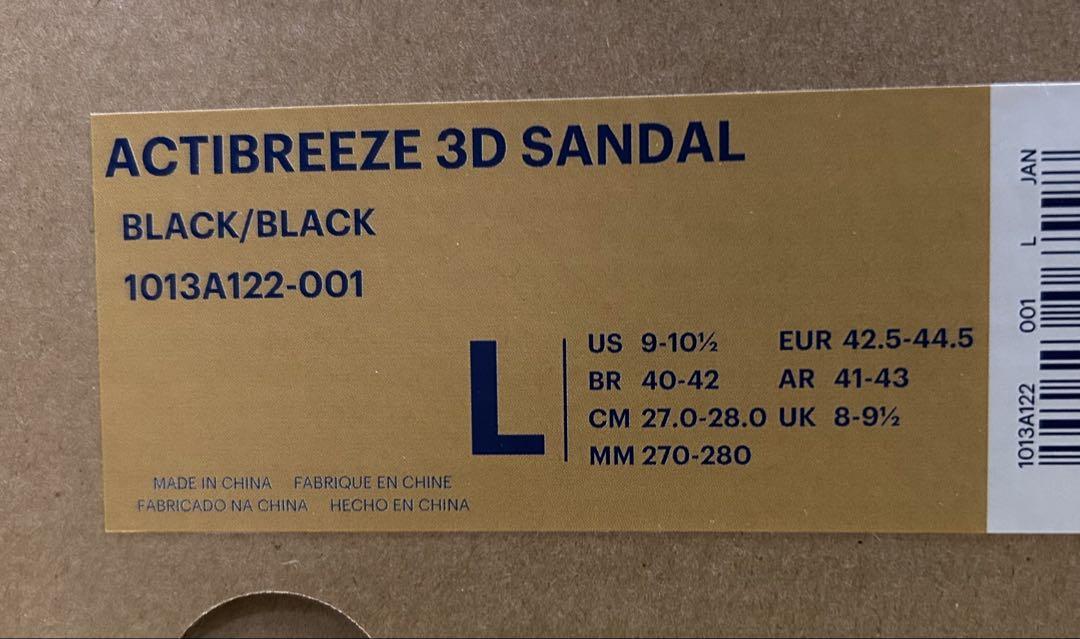 ACTIBREEZE 3D SANDAL
BLACK/BLACK
1013A122-001
L
US 9-10½ EUR 42.5-44.5
BR 40-42 AR 41-43
CM 27.0-28.0 UK 8-9½
MM 270-280
MADE IN CHINA FABRIQUE EN CHINE
FABRICADO NA CHINA HECHO EN CHINA
1013A122 001 L JAN